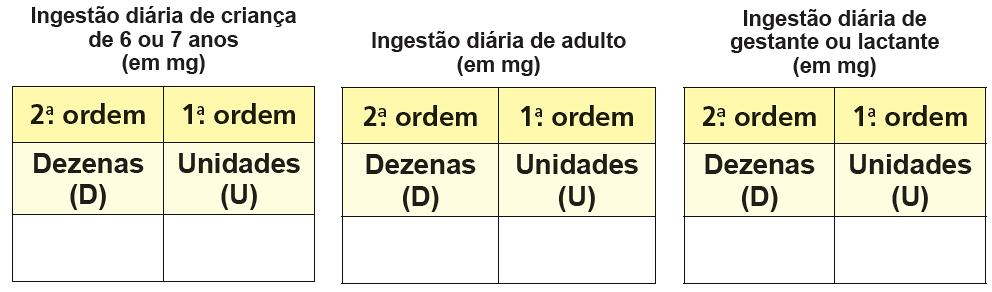 Ingestão diária de criança
de 6 ou 7 anos
(em mg)
2ª. ordem 1ª. ordem
Dezenas Unidades
(D) (U)
Ingestão diária de adulto
(em mg)
2ª. ordem 1ª. ordem
Dezenas Unidades
(D) (U)
Ingestão diária de
gestante ou lactante
(em mg)
2ª. ordem 1ª. ordem
Dezenas Unidades
(D) (U)